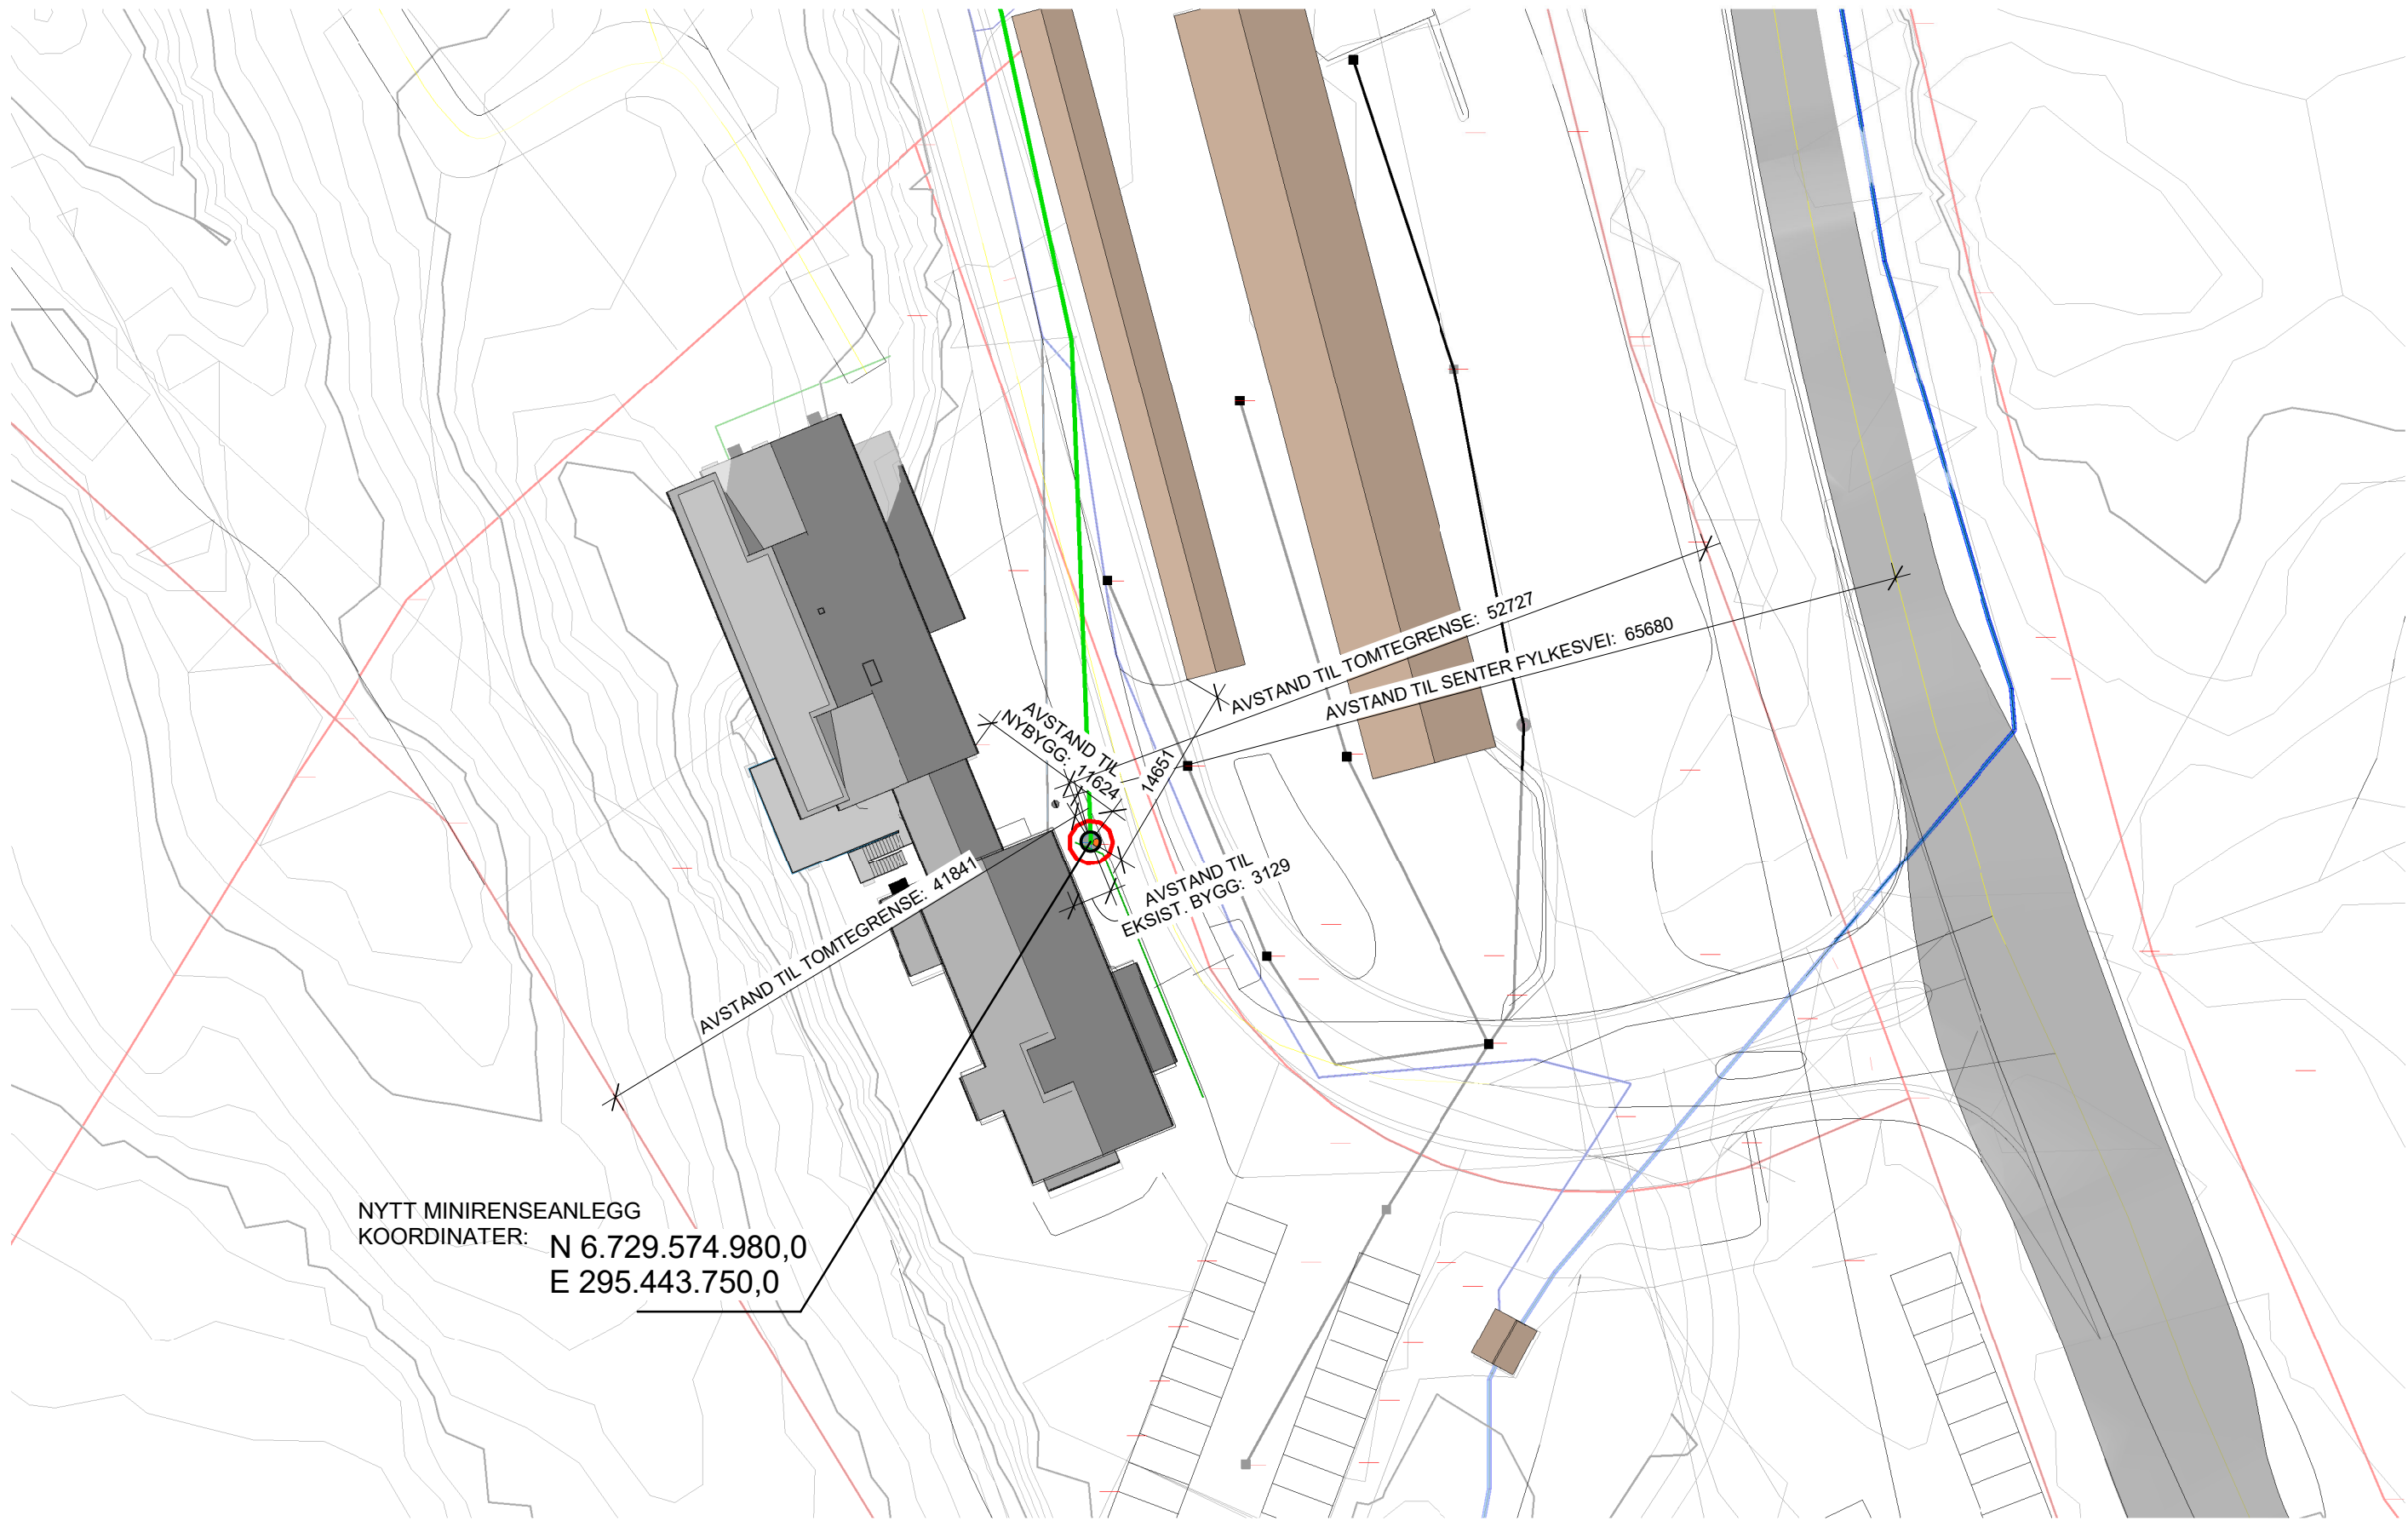 AVSTAND TIL TOMTEGRENSE: 52727
AVSTAND TIL SENTER FYLKESVEI: 65680
AVSTAND TIL
NYBYGG: 11624
14651
AVSTAND TIL
EKSIST. BYGG: 3129
AVSTAND TIL TOMTEGRENSE: 41841
NYTT MINIRENSEANLEGG
KOORDINATER:
N 6.729.574.980,0
E 295.443.750,0